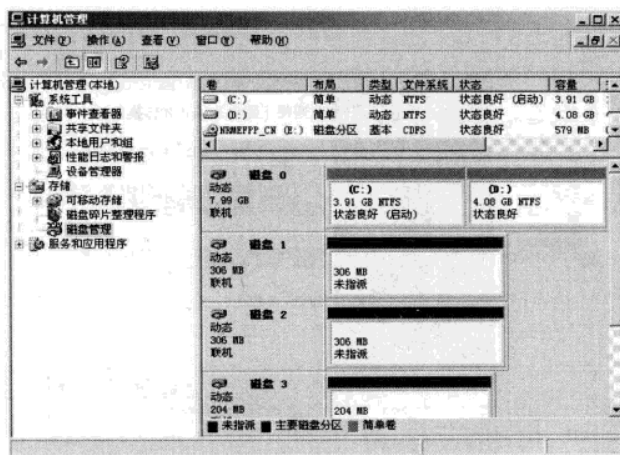 计算机管理
文件(F) 操作(A) 查看(V) 窗口(W) 帮助(H)
计算机管理(本地)
系统工具
事件查看器
共享文件夹
本地用户和组
性能日志和警报
设备管理器
存储
可移动存储
磁盘碎片整理程序
磁盘管理
服务和应用程序
卷 布局 类型 文件系统 状态 容量
(C:) 简单 动态 NTFS 状态良好 (启动) 3.91 GB
(D:) 简单 动态 NTFS 状态良好 4.08 GB
NRMEFPP_CN (E:) 磁盘分区 基本 CDFS 状态良好 579 MB
磁盘 0
动态
7.99 GB
联机
(C:)
3.91 GB NTFS
状态良好 (启动)
(D:)
4.08 GB NTFS
状态良好
磁盘 1
动态
306 MB
联机
306 MB
未指派
磁盘 2
动态
306 MB
联机
306 MB
未指派
磁盘 3
动态
204 MB
204 MB
未指派 主要磁盘分区 简单卷